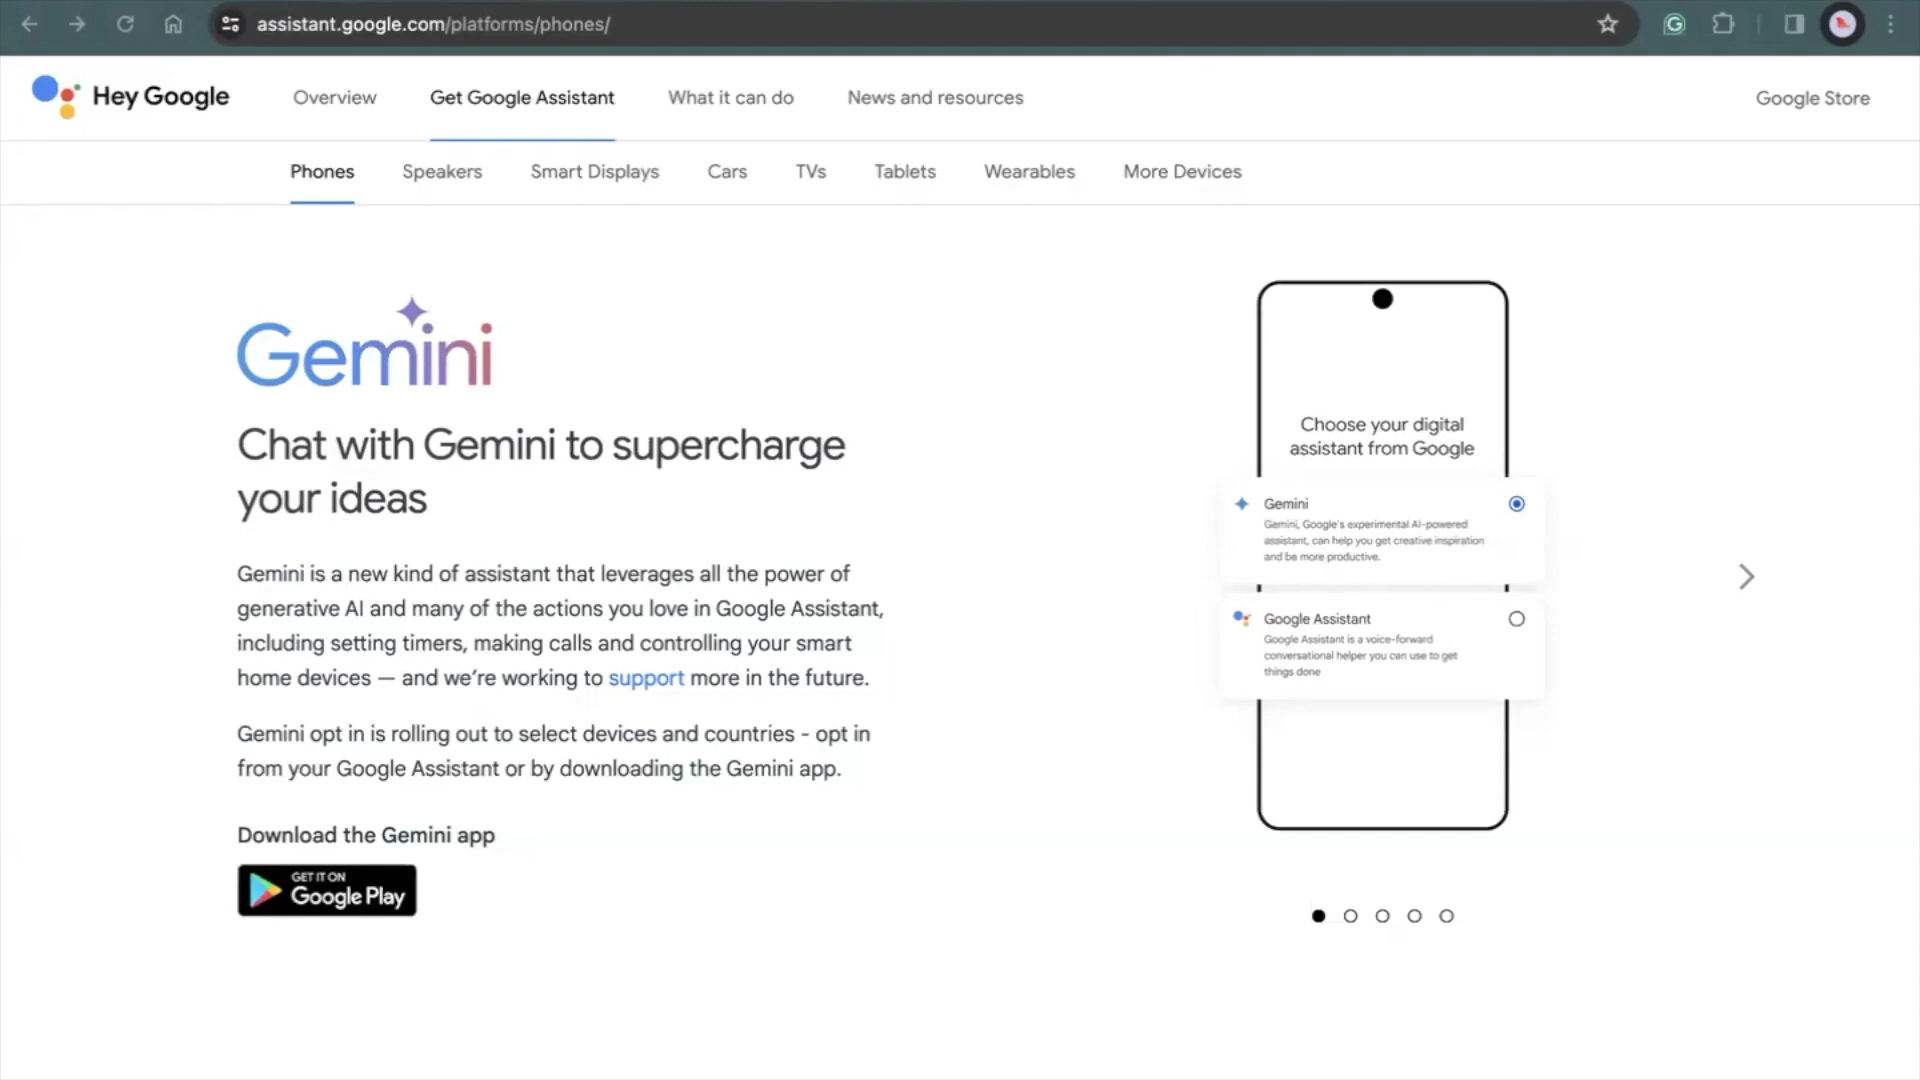 assistant.google.com/platforms/phones/
Hey Google
Overview
Get Google Assistant
What it can do
News and resources
Google Store
Phones
Speakers
Smart Displays
Cars
TVs
Tablets
Wearables
More Devices
Gemini
Chat with Gemini to supercharge
your ideas
Gemini is a new kind of assistant that leverages all the power of
generative AI and many of the actions you love in Google Assistant,
including setting timers, making calls and controlling your smart
home devices — and we’re working to support more in the future.
Gemini opt in is rolling out to select devices and countries - opt in
from your Google Assistant or by downloading the Gemini app.
Download the Gemini app
GET IT ON
Google Play
Choose your digital
assistant from Google
Gemini
Gemini, Google's experimental AI-powered
assistant, can help you get creative inspiration
and be more productive.
Google Assistant
Google Assistant is a voice-forward
conversational helper you can use to get
things done